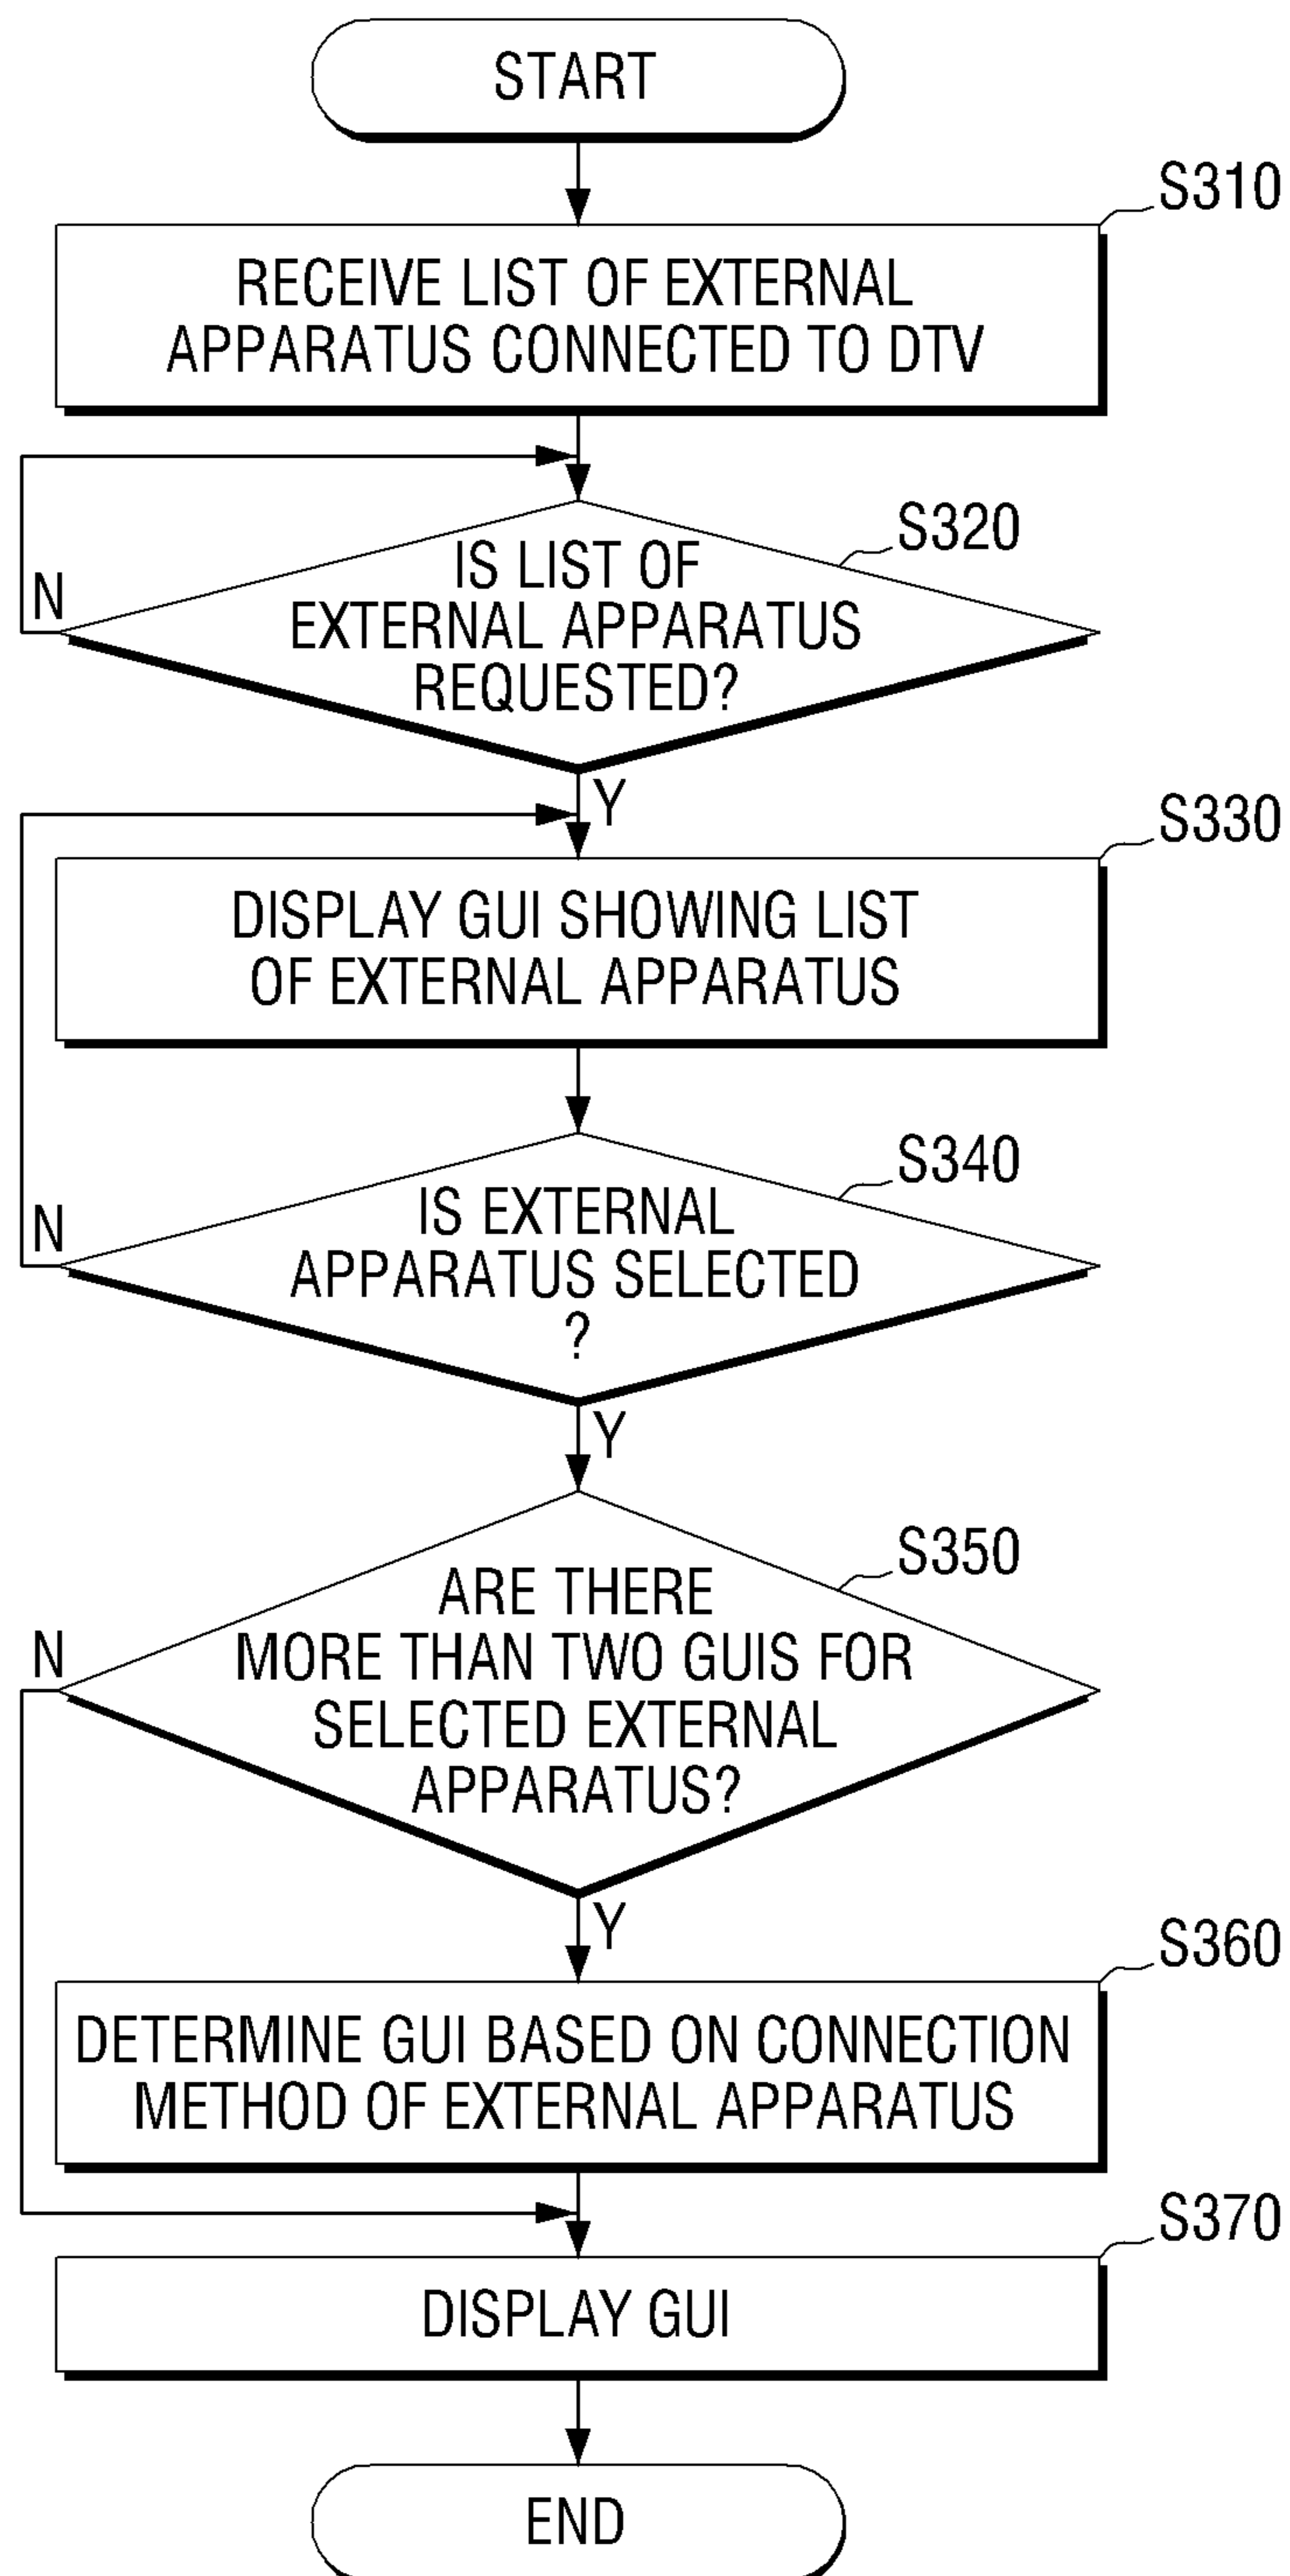 START
S310
RECEIVE LIST OF EXTERNAL
APPARATUS CONNECTED TO DTV
S320
IS LIST OF
EXTERNAL APPARATUS
REQUESTED?
N
Y
S330
DISPLAY GUI SHOWING LIST
OF EXTERNAL APPARATUS
S340
IS EXTERNAL
APPARATUS SELECTED
?
N
Y
S350
ARE THERE
MORE THAN TWO GUIS FOR
SELECTED EXTERNAL
APPARATUS?
N
Y
S360
DETERMINE GUI BASED ON CONNECTION
METHOD OF EXTERNAL APPARATUS
S370
DISPLAY GUI
END